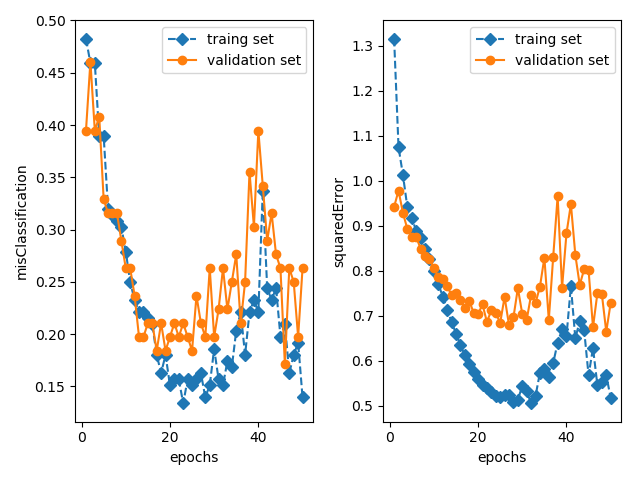 0.50
0.45
0.40
0.35
0.30
0.25
0.20
0.15
misClassification
0
20
40
epochs
traing set
validation set
1.3
1.2
1.1
1.0
0.9
0.8
0.7
0.6
0.5
squaredError
0
20
40
epochs
traing set
validation set